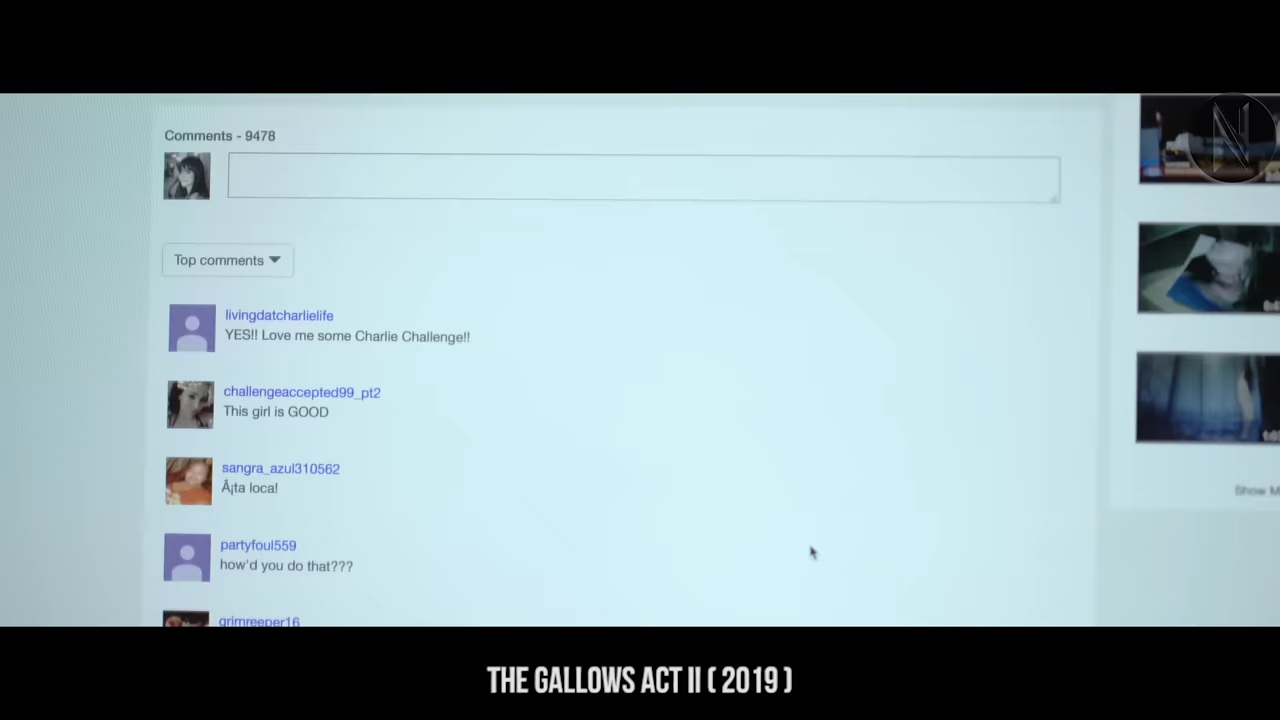 Comments - 9478
Top comments
livingdatcharlielife
YES!! Love me some Charlie Challenge!!
challengeaccepted99_pt2
This girl is GOOD
sangra_azul310562
Â¡ta loca!
partyfoul559
how'd you do that???
grimreeper16
Show M
THE GALLOWS ACT II ( 2019 )